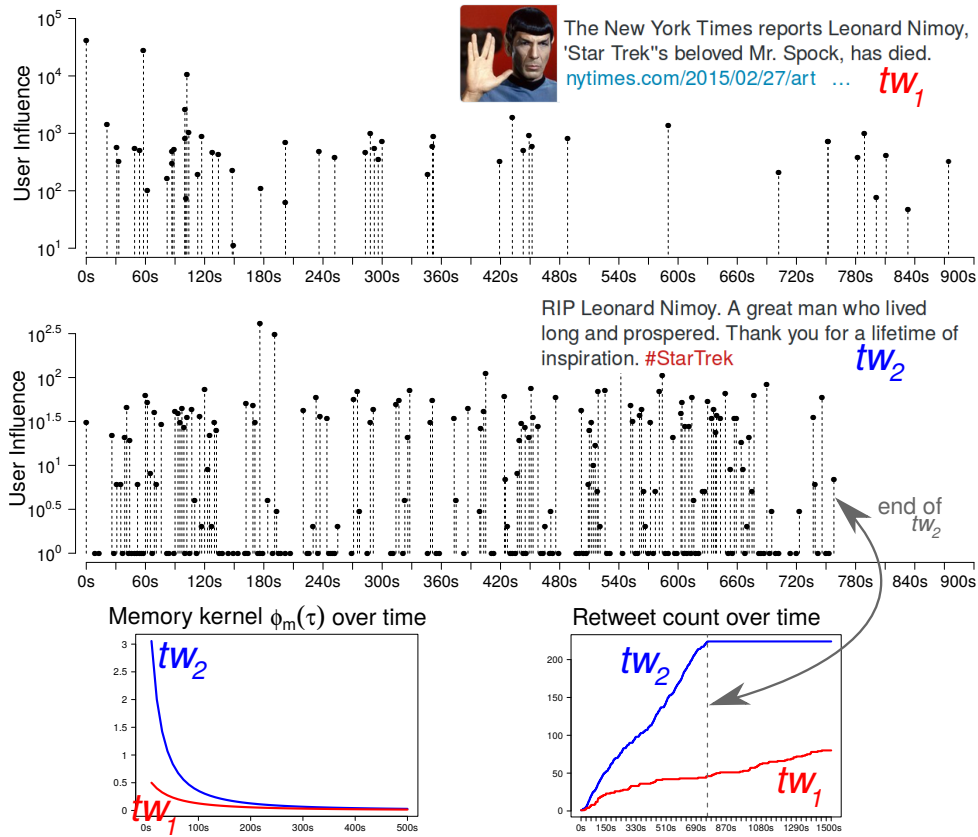 The New York Times reports Leonard Nimoy,
'Star Trek''s beloved Mr. Spock, has died.
nytimes.com/2015/02/27/art ...
tw1
User Influence
10^5
10^4
10^3
10^2
10^1
0s 60s 120s 180s 240s 300s 360s 420s 480s 540s 600s 660s 720s 780s 840s 900s
RIP Leonard Nimoy. A great man who lived
long and prospered. Thank you for a lifetime of
inspiration. #StarTrek
tw2
User Influence
10^2.5
10^2
10^1.5
10^1
10^0.5
10^0
end of
tw2
0s 60s 120s 180s 240s 300s 360s 420s 480s 540s 600s 660s 720s 780s 840s 900s
Memory kernel ϕm(τ) over time
3
2.5
2
1.5
1
0.5
0
tw2
tw1
0s 100s 200s 300s 400s 500s
Retweet count over time
200
150
100
50
0
tw2
tw1
0s 150s 330s 510s 690s 870s 1080s 1290s 1500s